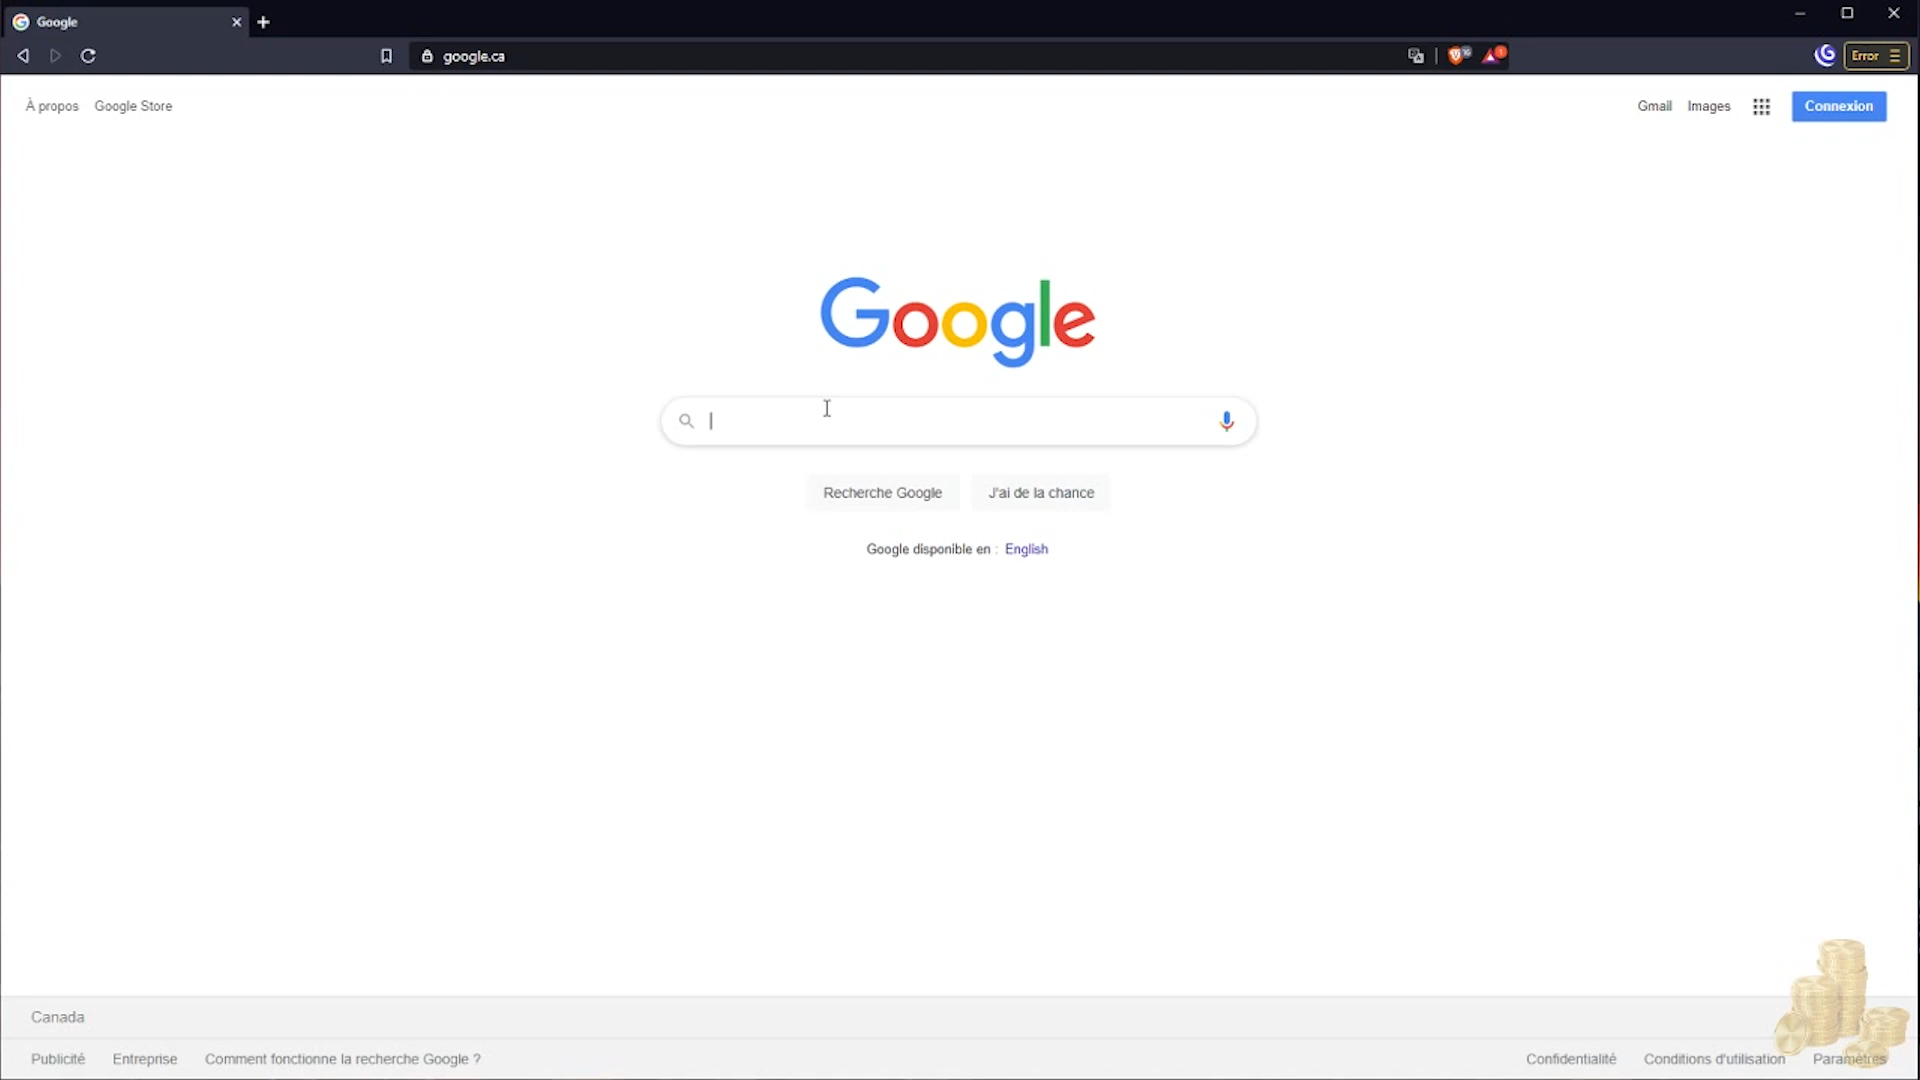 Google
google.ca
Error
À propos Google Store
Gmail Images Connexion
Google
Recherche Google J'ai de la chance
Google disponible en : English
Canada
Publicité Entreprise Comment fonctionne la recherche Google ?
Confidentialité Conditions d'utilisation Paramètres